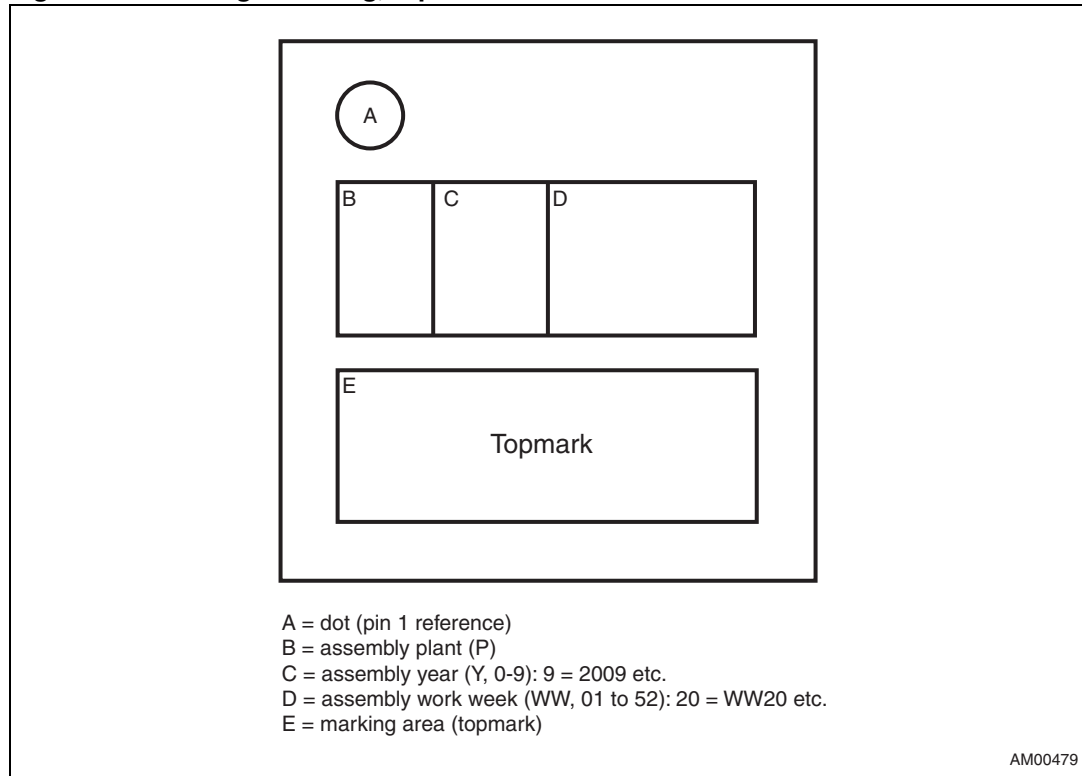 A
B C D
E
Topmark
A = dot (pin 1 reference)
B = assembly plant (P)
C = assembly year (Y, 0-9): 9 = 2009 etc.
D = assembly work week (WW, 01 to 52): 20 = WW20 etc.
E = marking area (topmark)
AM00479